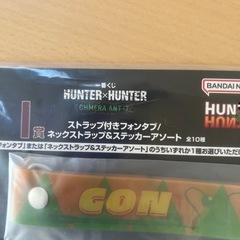 一番くじ
HUNTER×HUNTER
BANDAI N
HUNT
HUN
I賞
ストラップ付きフォンタブ/
ネックストラップ&ステッカーアソート 全10種
フォンタブ」または「ネックストラップ&ステッカーアソート」のうちいずれか1種お選びいただ
GON